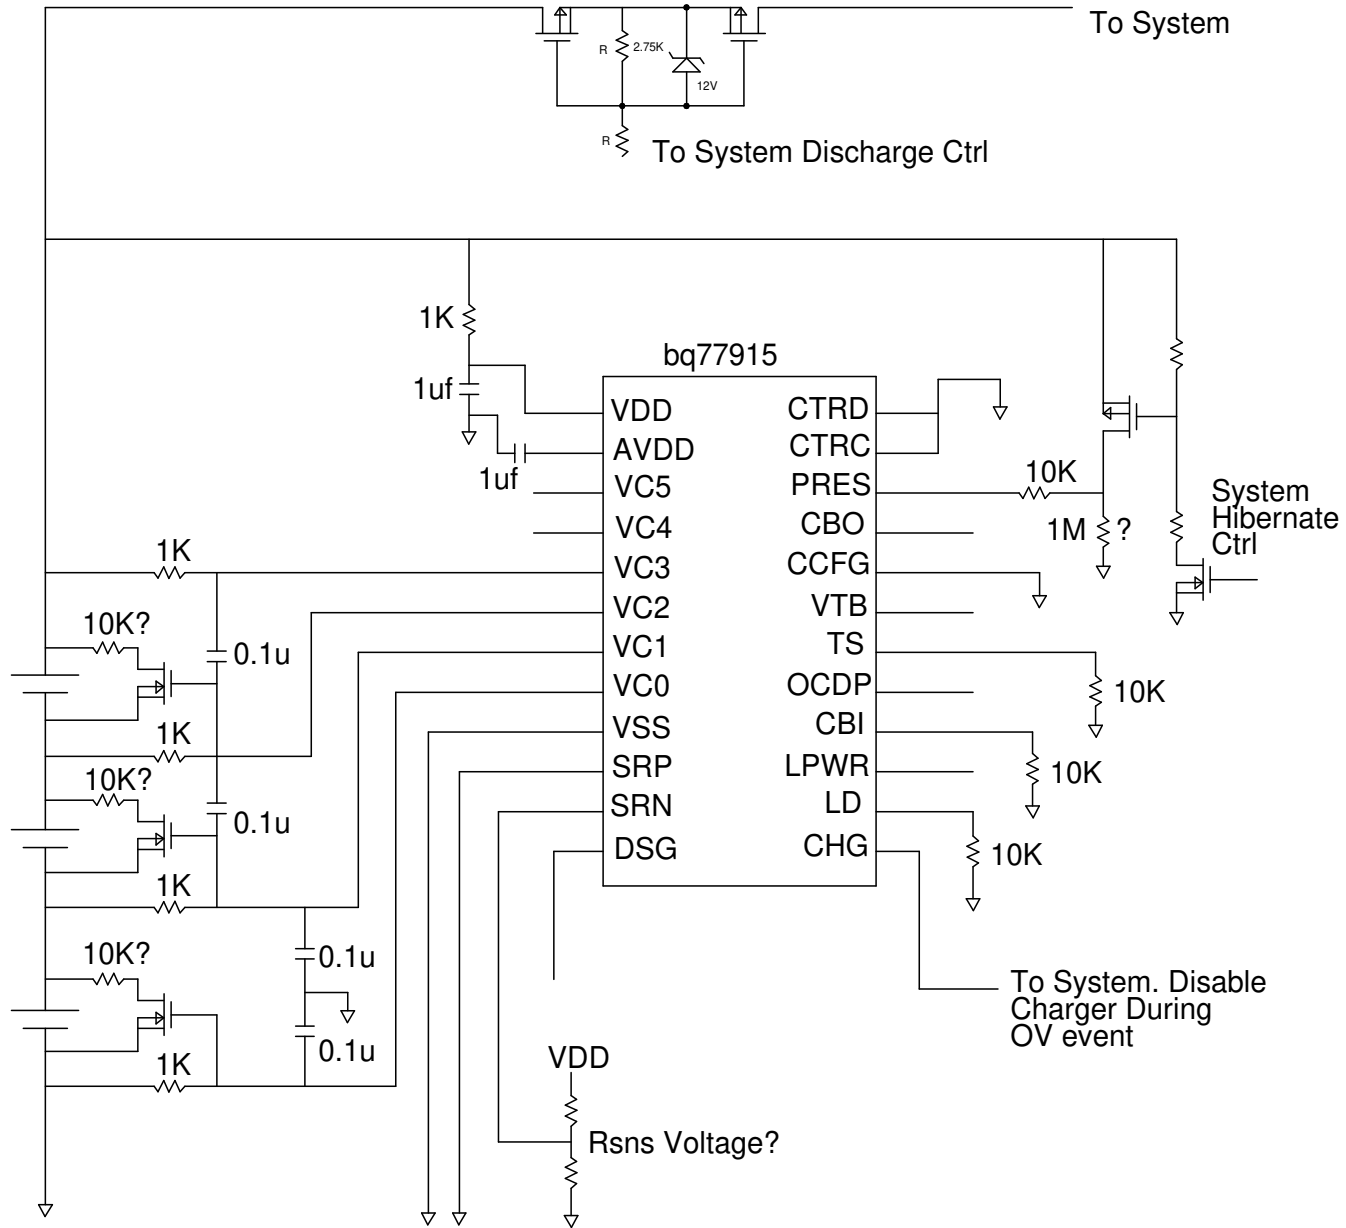 To System
R
2.75K
12V
R
To System Discharge Ctrl
1K
1uf
1uf
bq77915
VDD
AVDD
VC5
VC4
VC3
VC2
VC1
VC0
VSS
SRP
SRN
DSG
CTRD
CTRC
PRES
CBO
CCFG
VTB
TS
OCDP
CBI
LPWR
LD
CHG
10K
1M
?
System
Hibernate
Ctrl
10K
10K
10K
1K
10K?
0.1u
1K
10K?
0.1u
1K
10K?
0.1u
0.1u
1K
To System. Disable
Charger During
OV event
VDD
Rsns Voltage?